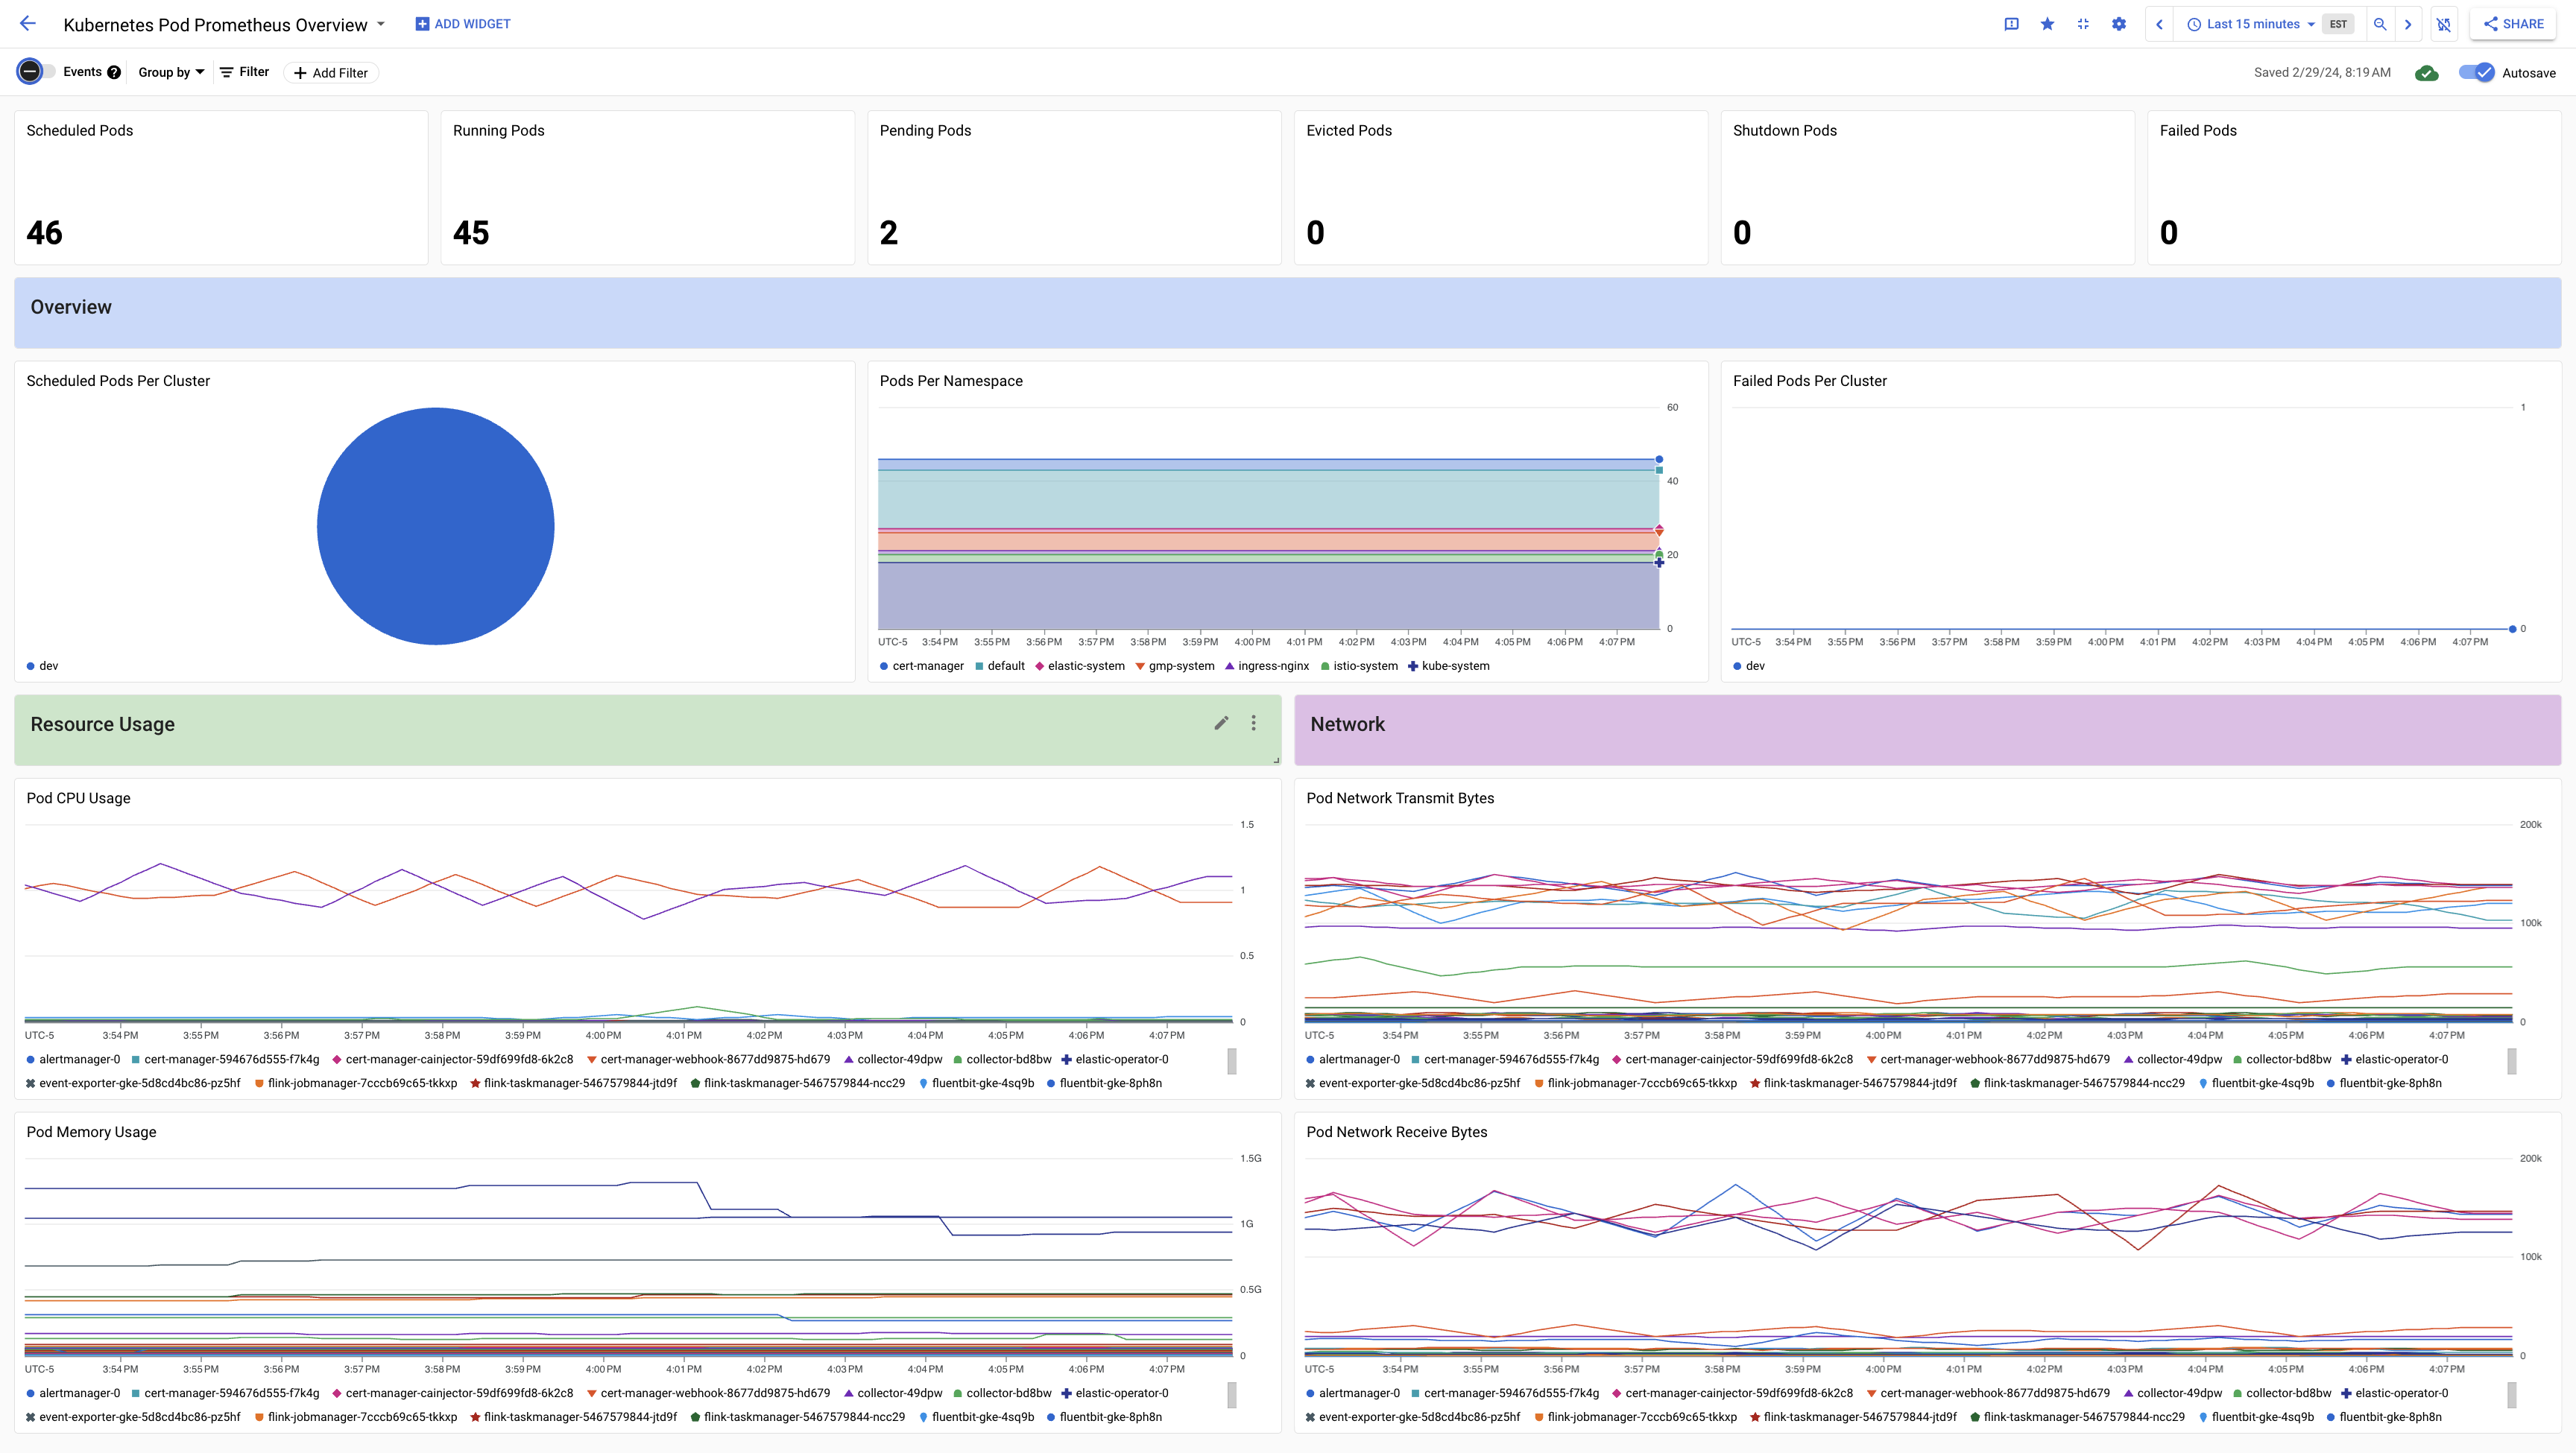 Kubernetes Pod Prometheus Overview
ADD WIDGET
Last 15 minutes
EST
SHARE
Events
Group by
Filter
Add Filter
Saved 2/29/24, 8:19 AM
Autosave
Scheduled Pods
46
Running Pods
45
Pending Pods
2
Evicted Pods
0
Shutdown Pods
0
Failed Pods
0
Overview
Scheduled Pods Per Cluster
dev
Pods Per Namespace
60
40
20
0
UTC-5 3:54 PM 3:55 PM 3:56 PM 3:57 PM 3:58 PM 3:59 PM 4:00 PM 4:01 PM 4:02 PM 4:03 PM 4:04 PM 4:05 PM 4:06 PM 4:07 PM
cert-manager default elastic-system gmp-system ingress-nginx istio-system kube-system
Failed Pods Per Cluster
1
0
UTC-5 3:54 PM 3:55 PM 3:56 PM 3:57 PM 3:58 PM 3:59 PM 4:00 PM 4:01 PM 4:02 PM 4:03 PM 4:04 PM 4:05 PM 4:06 PM 4:07 PM
dev
Resource Usage
Network
Pod CPU Usage
1.5
1
0.5
0
UTC-5 3:54 PM 3:55 PM 3:56 PM 3:57 PM 3:58 PM 3:59 PM 4:00 PM 4:01 PM 4:02 PM 4:03 PM 4:04 PM 4:05 PM 4:06 PM 4:07 PM
alertmanager-0 cert-manager-594676d555-f7k4g cert-manager-cainjector-59df699fd8-6k2c8 cert-manager-webhook-8677dd9875-hd679 collector-49dpw collector-bd8bw elastic-operator-0
event-exporter-gke-5d8cd4bc86-pz5hf flink-jobmanager-7cccb69c65-tkkxp flink-taskmanager-5467579844-jtd9f flink-taskmanager-5467579844-ncc29 fluentbit-gke-4sq9b fluentbit-gke-8ph8n
Pod Network Transmit Bytes
200k
100k
0
UTC-5 3:54 PM 3:55 PM 3:56 PM 3:57 PM 3:58 PM 3:59 PM 4:00 PM 4:01 PM 4:02 PM 4:03 PM 4:04 PM 4:05 PM 4:06 PM 4:07 PM
alertmanager-0 cert-manager-594676d555-f7k4g cert-manager-cainjector-59df699fd8-6k2c8 cert-manager-webhook-8677dd9875-hd679 collector-49dpw collector-bd8bw elastic-operator-0
event-exporter-gke-5d8cd4bc86-pz5hf flink-jobmanager-7cccb69c65-tkkxp flink-taskmanager-5467579844-jtd9f flink-taskmanager-5467579844-ncc29 fluentbit-gke-4sq9b fluentbit-gke-8ph8n
Pod Memory Usage
1.5G
1G
0.5G
0
UTC-5 3:54 PM 3:55 PM 3:56 PM 3:57 PM 3:58 PM 3:59 PM 4:00 PM 4:01 PM 4:02 PM 4:03 PM 4:04 PM 4:05 PM 4:06 PM 4:07 PM
alertmanager-0 cert-manager-594676d555-f7k4g cert-manager-cainjector-59df699fd8-6k2c8 cert-manager-webhook-8677dd9875-hd679 collector-49dpw collector-bd8bw elastic-operator-0
event-exporter-gke-5d8cd4bc86-pz5hf flink-jobmanager-7cccb69c65-tkkxp flink-taskmanager-5467579844-jtd9f flink-taskmanager-5467579844-ncc29 fluentbit-gke-4sq9b fluentbit-gke-8ph8n
Pod Network Receive Bytes
200k
100k
0
UTC-5 3:54 PM 3:55 PM 3:56 PM 3:57 PM 3:58 PM 3:59 PM 4:00 PM 4:01 PM 4:02 PM 4:03 PM 4:04 PM 4:05 PM 4:06 PM 4:07 PM
alertmanager-0 cert-manager-594676d555-f7k4g cert-manager-cainjector-59df699fd8-6k2c8 cert-manager-webhook-8677dd9875-hd679 collector-49dpw collector-bd8bw elastic-operator-0
event-exporter-gke-5d8cd4bc86-pz5hf flink-jobmanager-7cccb69c65-tkkxp flink-taskmanager-5467579844-jtd9f flink-taskmanager-5467579844-ncc29 fluentbit-gke-4sq9b fluentbit-gke-8ph8n